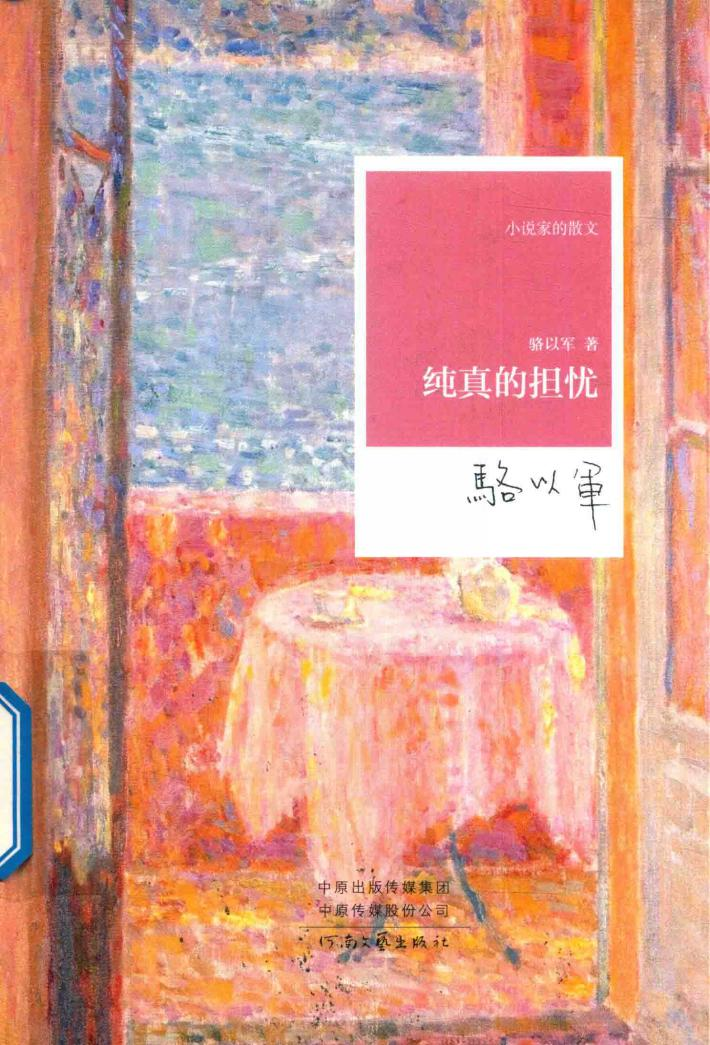 小说家的散文
骆以军 著
纯真的担忧
駱以軍
中原出版传媒集团
中原传媒股份公司
河南文艺出版社